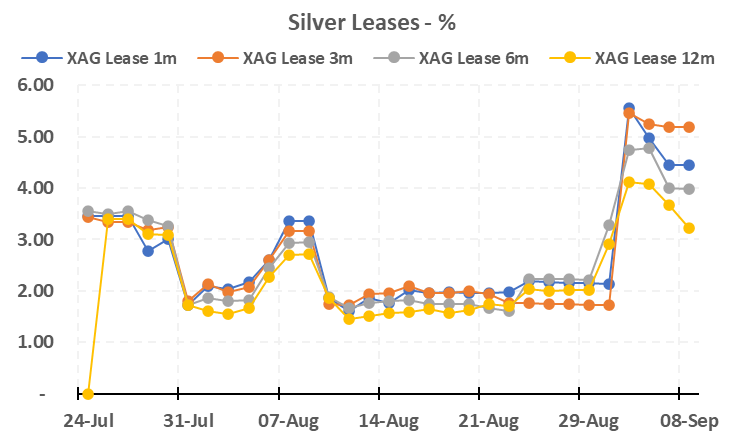 Silver Leases - %
XAG Lease 1m XAG Lease 3m XAG Lease 6m XAG Lease 12m
6.00
5.00
4.00
3.00
2.00
1.00
-
24-Jul 31-Jul 07-Aug 14-Aug 21-Aug 29-Aug 08-Sep